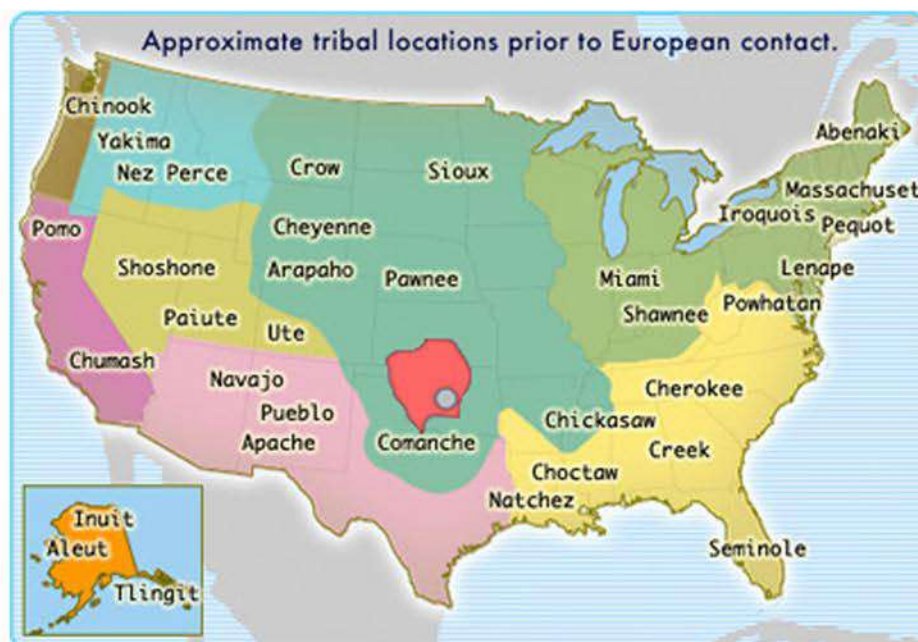 Approximate tribal locations prior to European contact.
Chinook
Yakima
Nez Perce
Crow
Sioux
Abenaki
Massachuset
Iroquois
Pequot
Pomo
Cheyenne
Shoshone
Arapaho
Pawnee
Miami
Lenape
Shawnee
Powhatan
Paiute
Ute
Chumash
Navajo
Cherokee
Pueblo
Chickasaw
Apache
Comanche
Creek
Choctaw
Natchez
Seminole
Inuit
Aleut
Tlingit